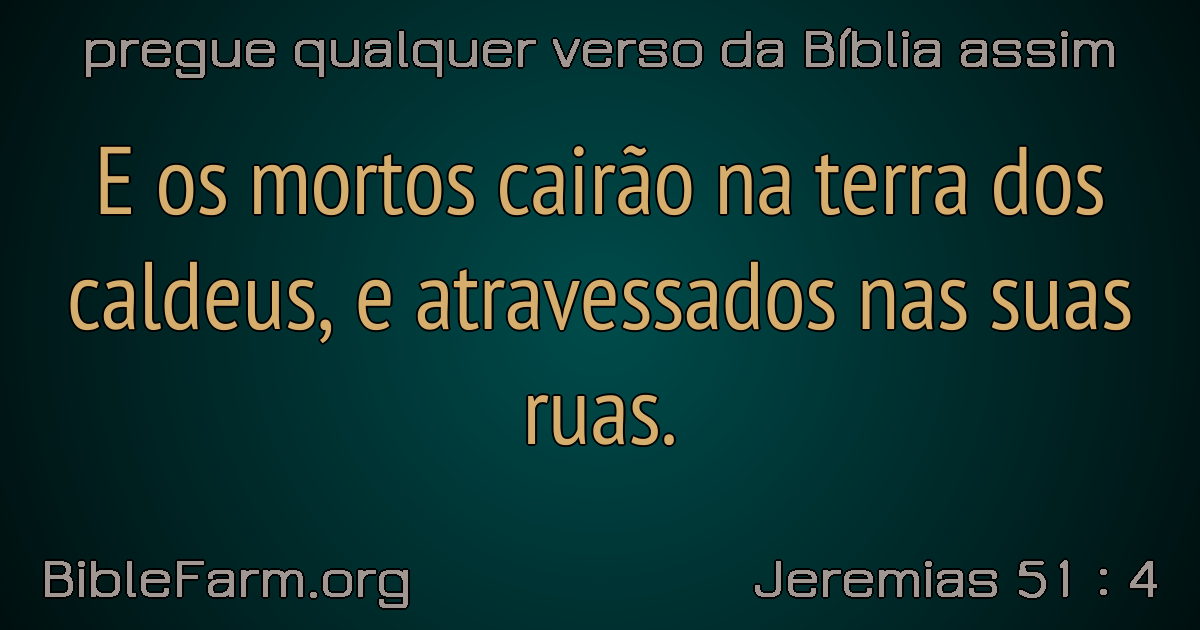 pregue qualquer verso da Bíblia assim
E os mortos cairão na terra dos
caldeus, e atravessados nas suas
ruas.
BibleFarm.org
Jeremias 51 : 4